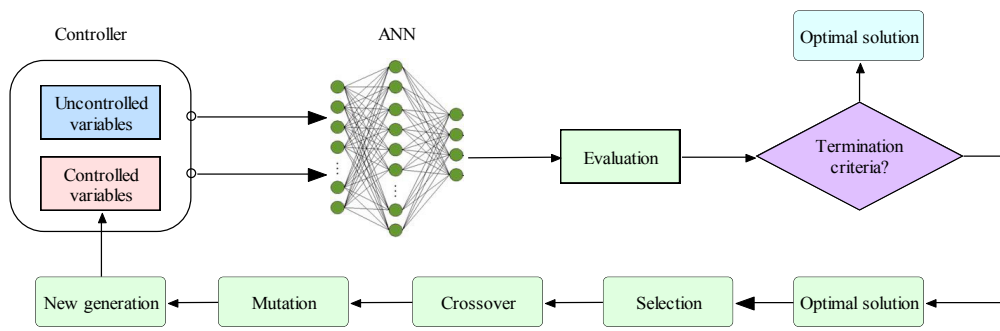 Controller
ANN
Optimal solution
Uncontrolled
variables
Controlled
variables
Evaluation
Termination
criteria?
New generation
Mutation
Crossover
Selection
Optimal solution